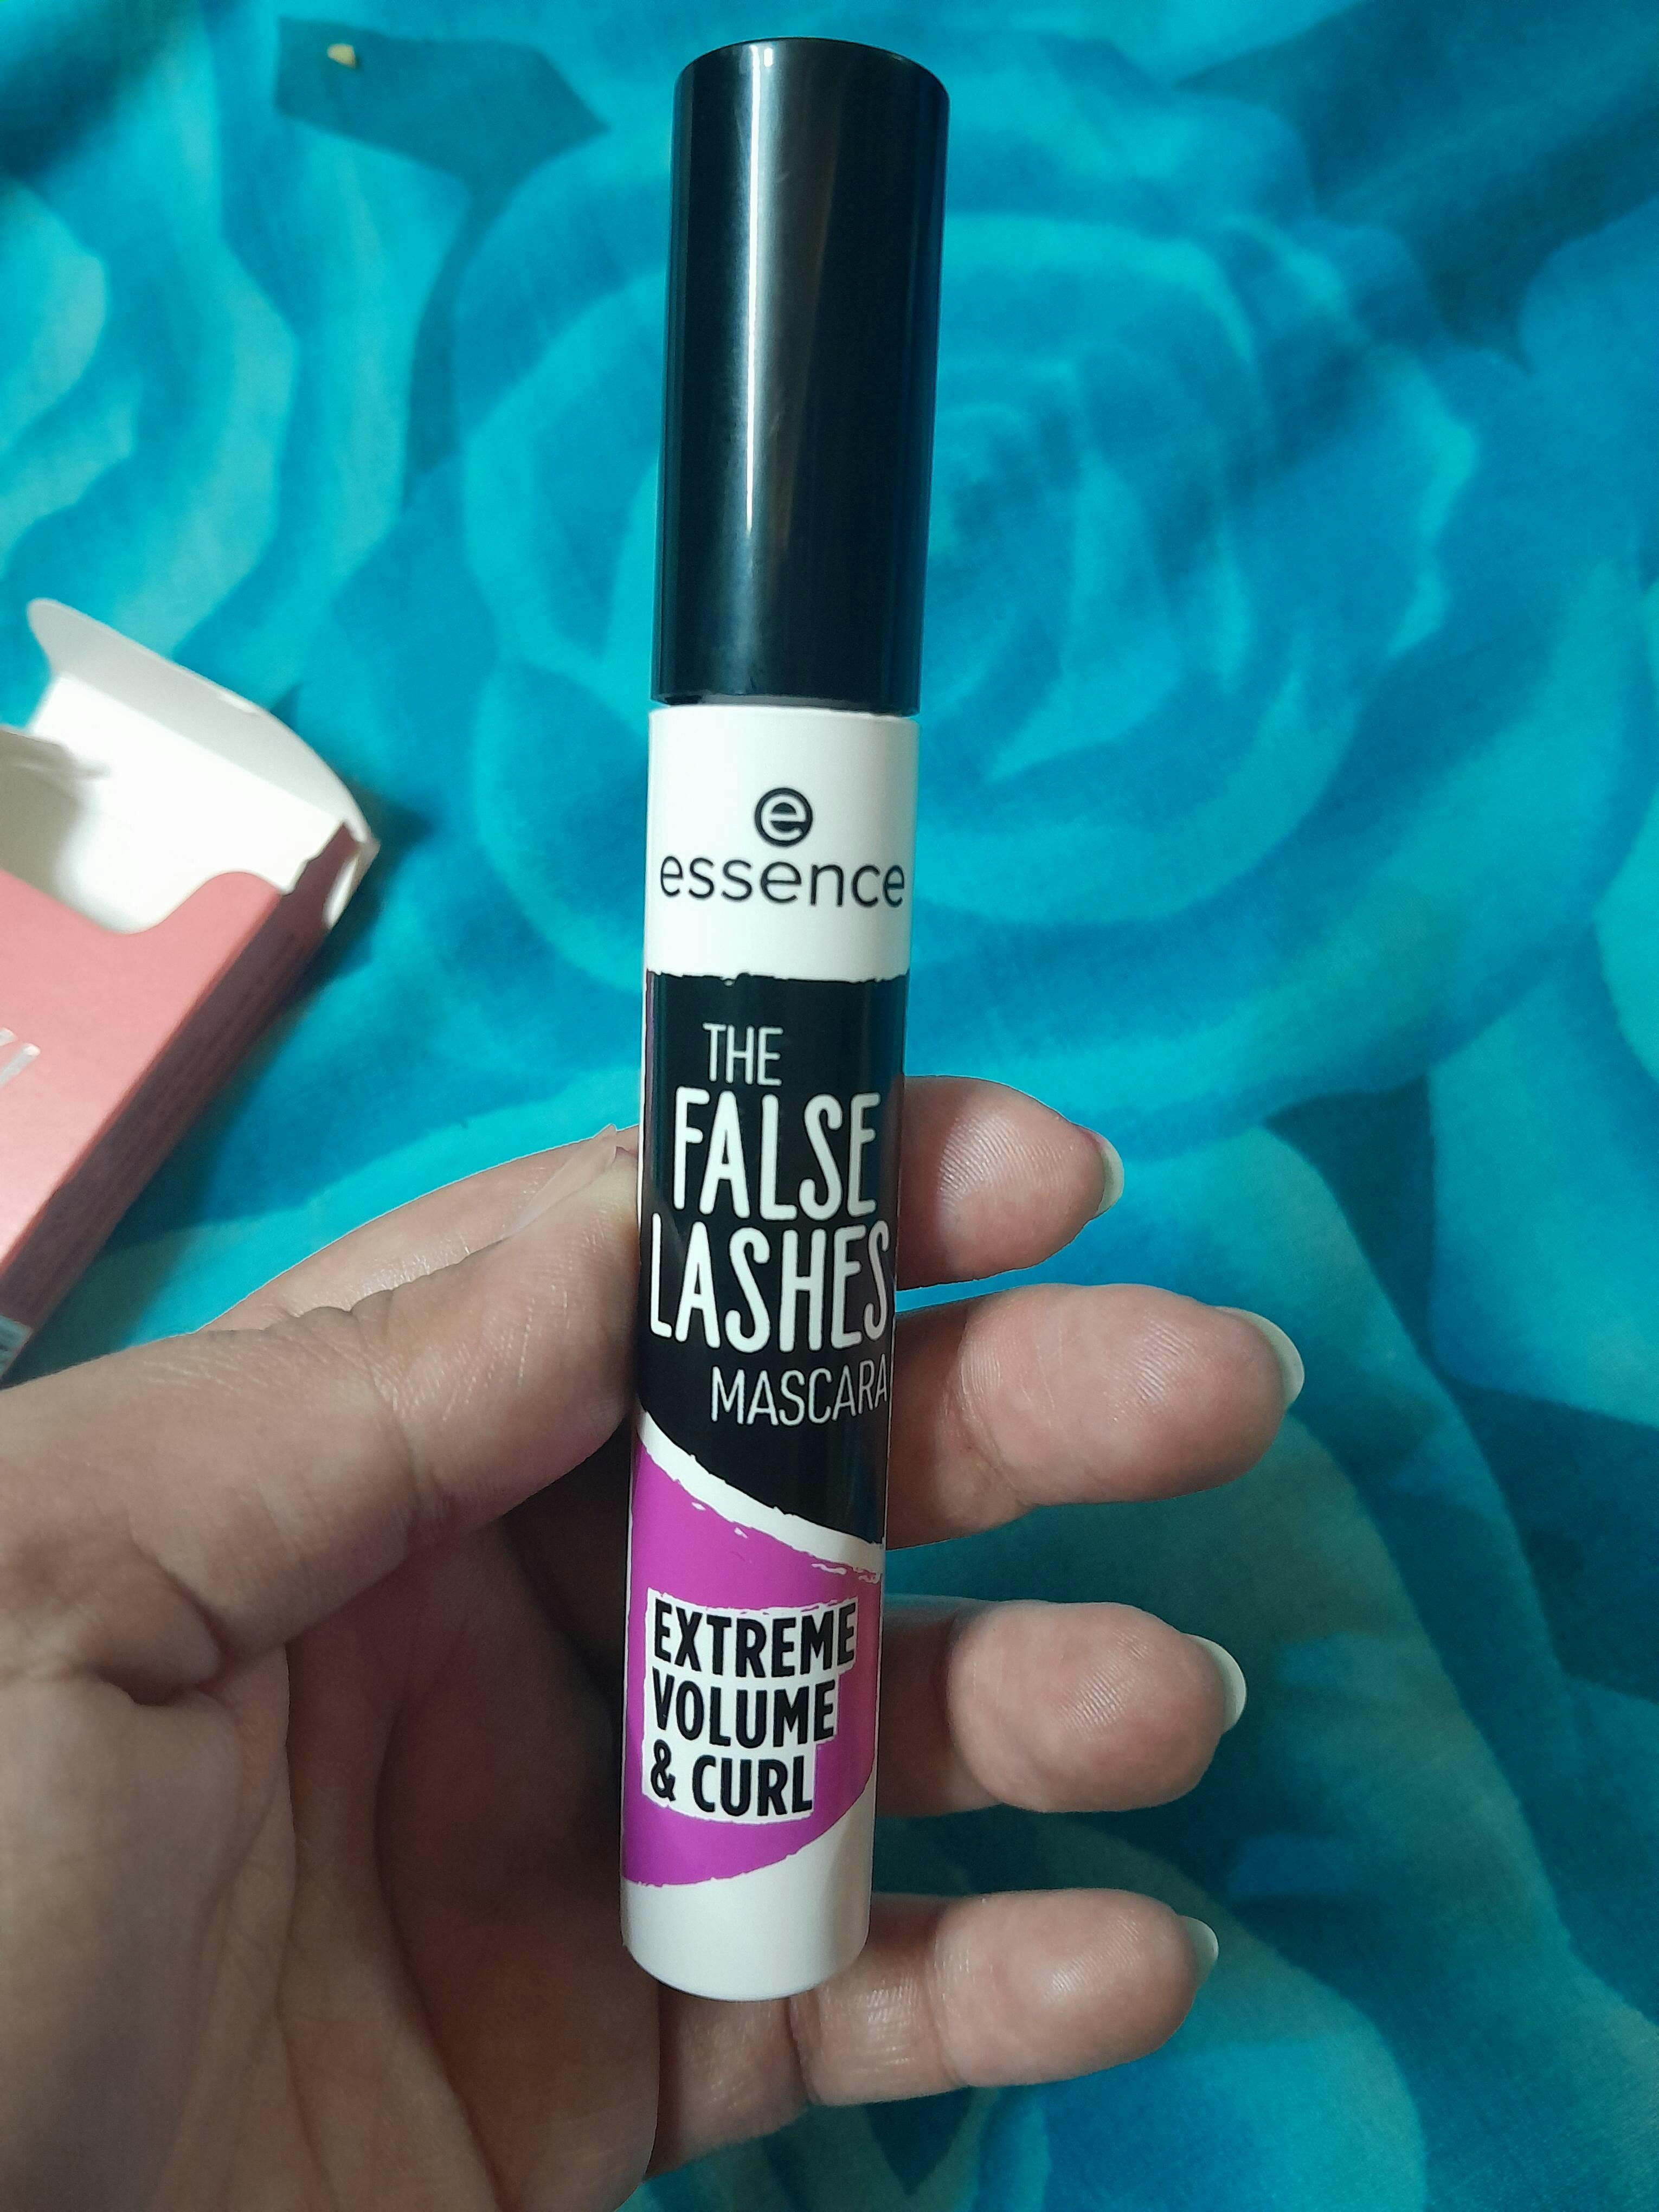 e
essence
THE
FALSE
LASHES
MASCARA
EXTREME
VOLUME
& CURL